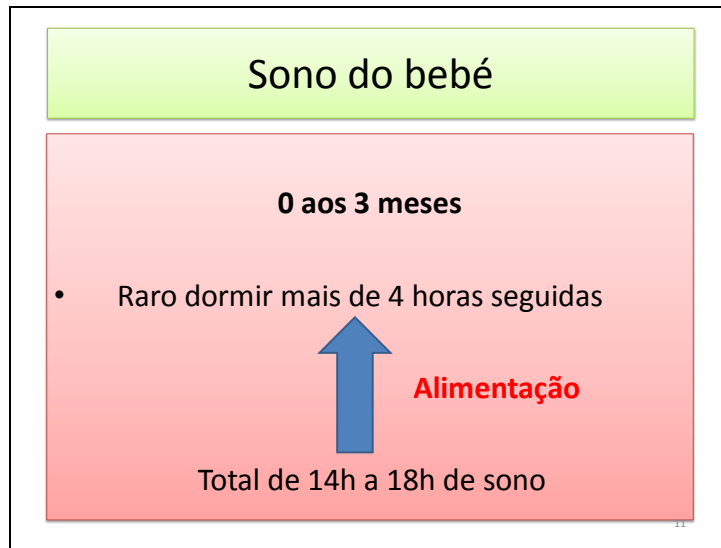 Sono do bebé
0 aos 3 meses
• Raro dormir mais de 4 horas seguidas
Alimentação
Total de 14h a 18h de sono
11